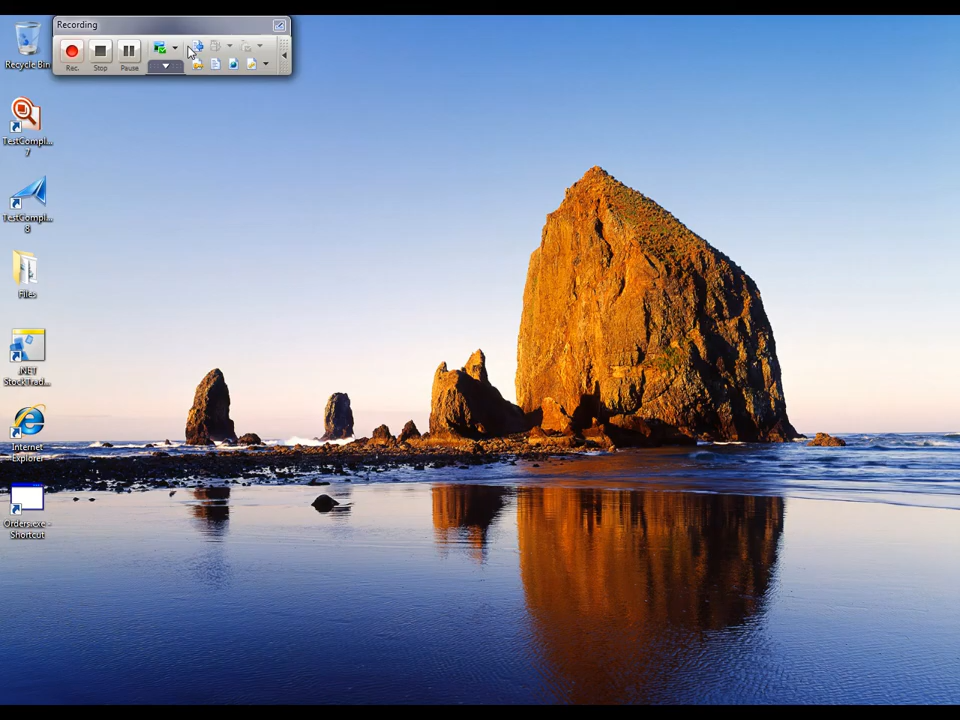 Recording
Rec.
Stop
Pause
Recycle Bin
TestCompl...
7
TestCompl...
8
Files
.NET
StockTrad...
Internet
Explorer
Orders.exe -
Shortcut